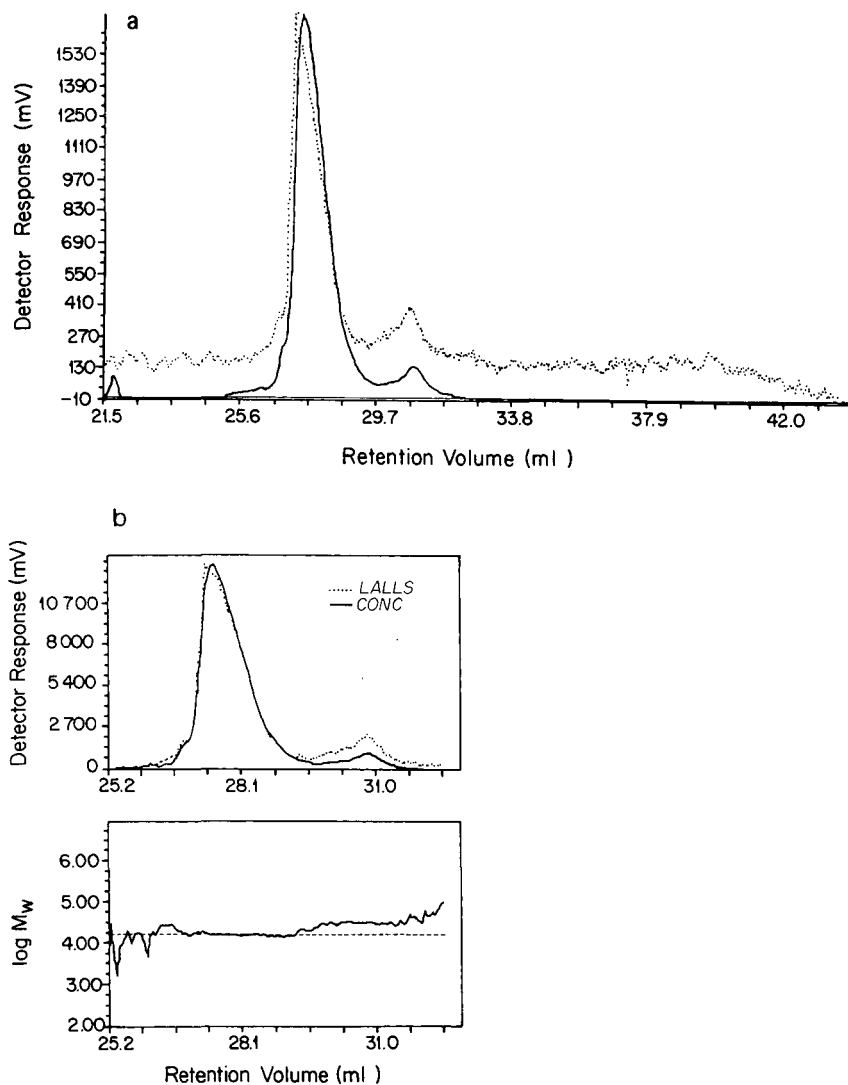 a
Detector Response (mV)
1530
1390
1250
1110
970
830
690
550
410
270
130
-10
21.5 25.6 29.7 33.8 37.9 42.0
Retention Volume (ml )
b
Detector Response (mV)
10 700
8 000
5 400
2 700
0
LALLS
CONC
25.2 28.1 31.0
log Mw
6.00
5.00
4.00
3.00
2.00
25.2 28.1 31.0
Retention Volume (ml )